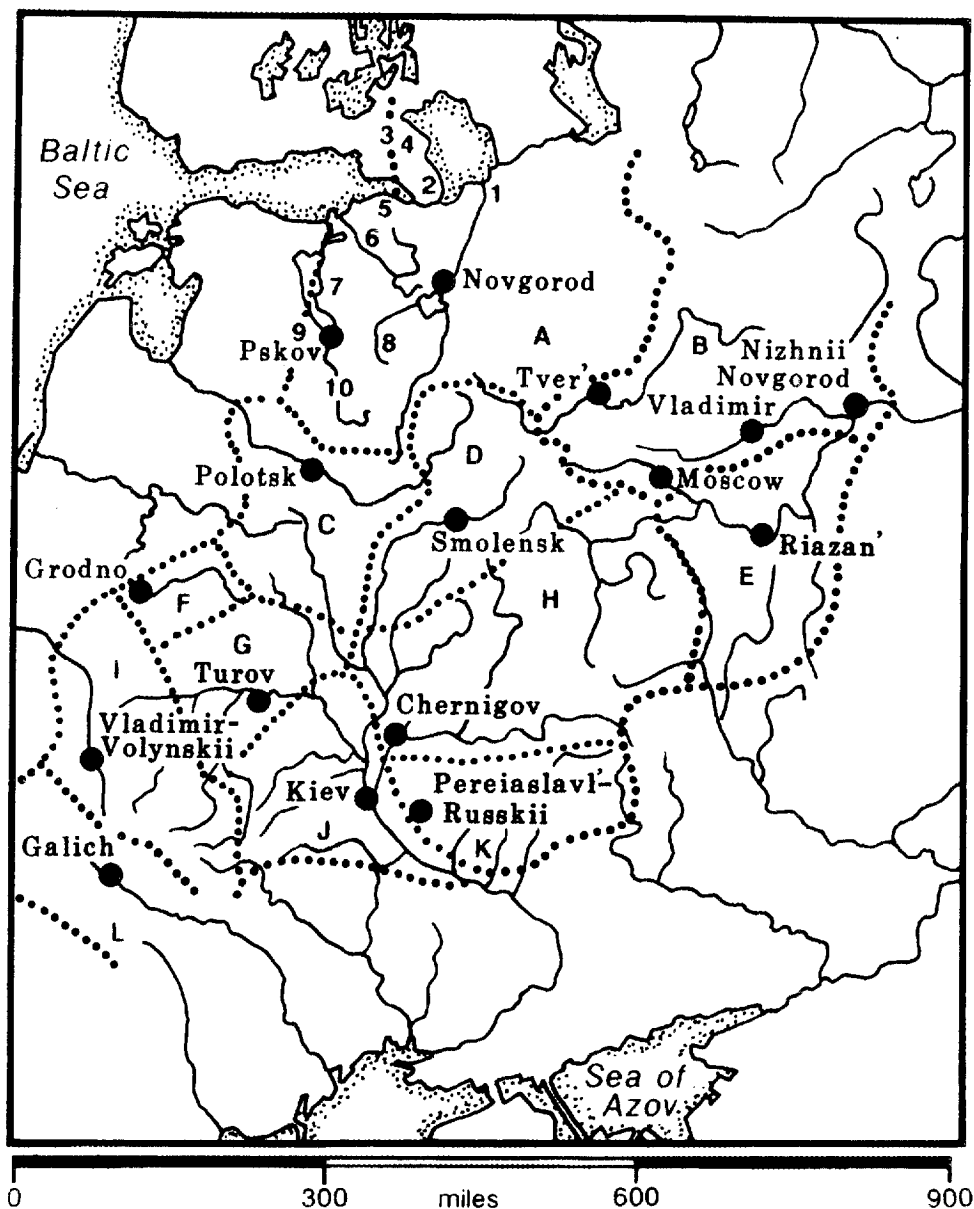 Baltic
Sea
3
4
2
1
5
6
7
Novgorod
9
8
A
B
Pskov
10
Nizhnii
Novgorod
Tver'
Vladimir
D
Polotsk
Moscow
C
Smolensk
Riazan'
Grodno
E
F
H
G
I
Turov
Chernigov
Vladimir-
Volynskii
Kiev
Pereiaslavl'-
Russkii
J
K
Galich
L
Sea of
Azov
0 300 miles 600 900